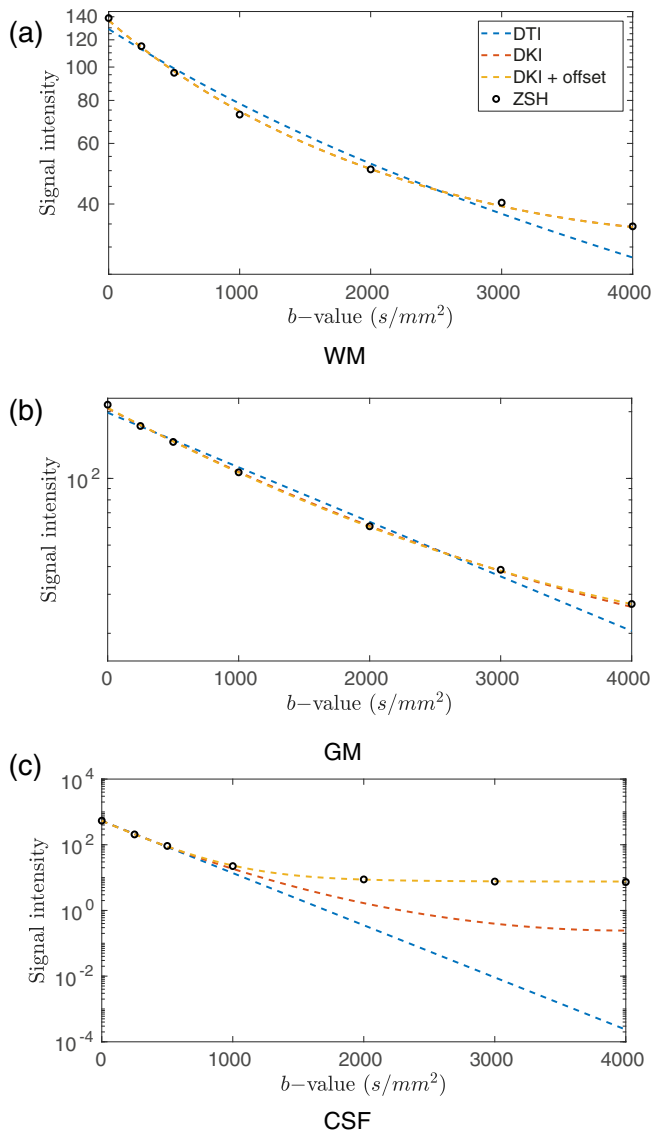 (a)
140
120
100
80
60
40
Signal intensity
DTI
DKI
DKI + offset
ZSH
0 1000 2000 3000 4000
b−value (s/mm²)
WM
(b)
10²
Signal intensity
0 1000 2000 3000 4000
b−value (s/mm²)
GM
(c)
10⁴
10²
10⁰
10⁻²
10⁻⁴
Signal intensity
0 1000 2000 3000 4000
b−value (s/mm²)
CSF